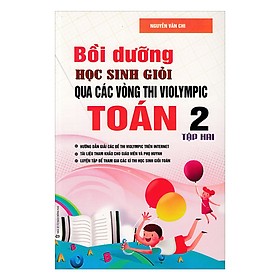 NGUYỄN VĂN CHI
Bồi dưỡng
HỌC SINH GIỎI
QUA CÁC VÒNG THI VIOLYMPIC
TOÁN 2
TẬP HAI
HƯỚNG DẪN GIẢI CÁC ĐỀ THI VIOLYMPIC TRÊN INTERNET
TÀI LIỆU THAM KHẢO CHO GIÁO VIÊN VÀ PHỤ HUYNH
LUYỆN TẬP ĐỂ THAM GIA CÁC KÌ THI HỌC SINH GIỎI TOÁN